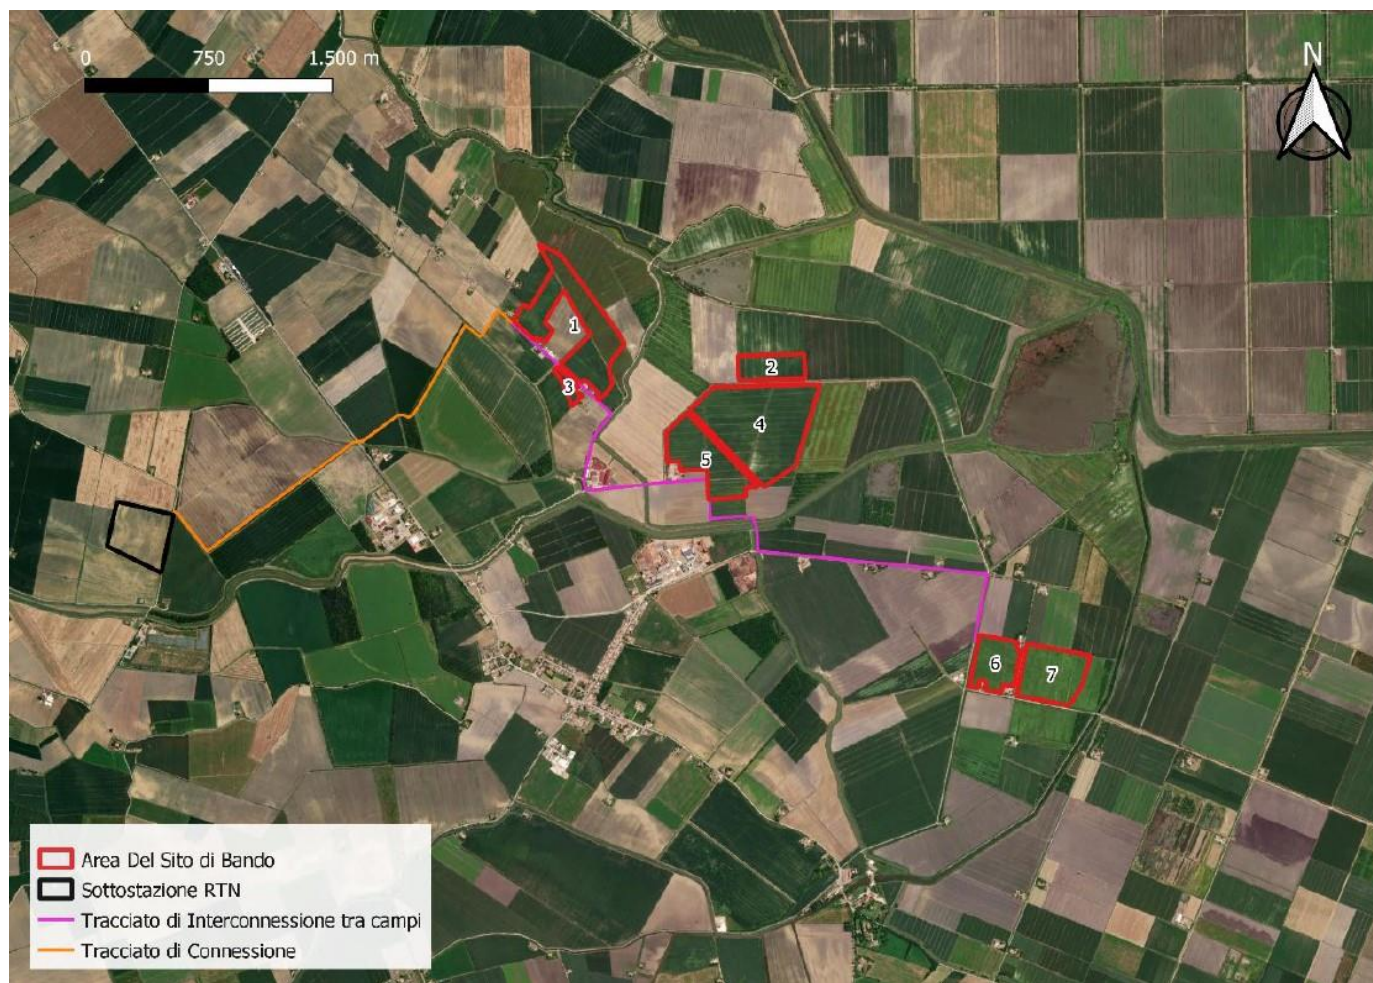 0 750 1.500 m
N
1
2
3
4
5
6
7
Area Del Sito di Bando
Sottostazione RTN
Tracciato di Interconnessione tra campi
Tracciato di Connessione